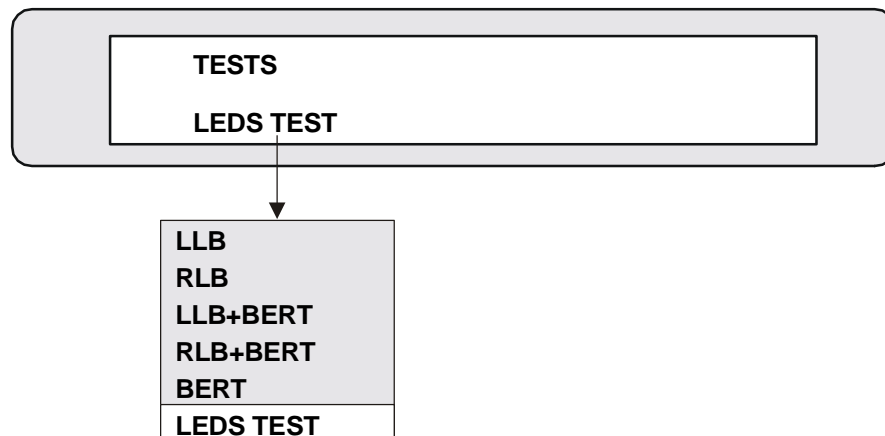 TESTS
LEDS TEST
LLB
RLB
LLB+BERT
RLB+BERT
BERT
LEDS TEST